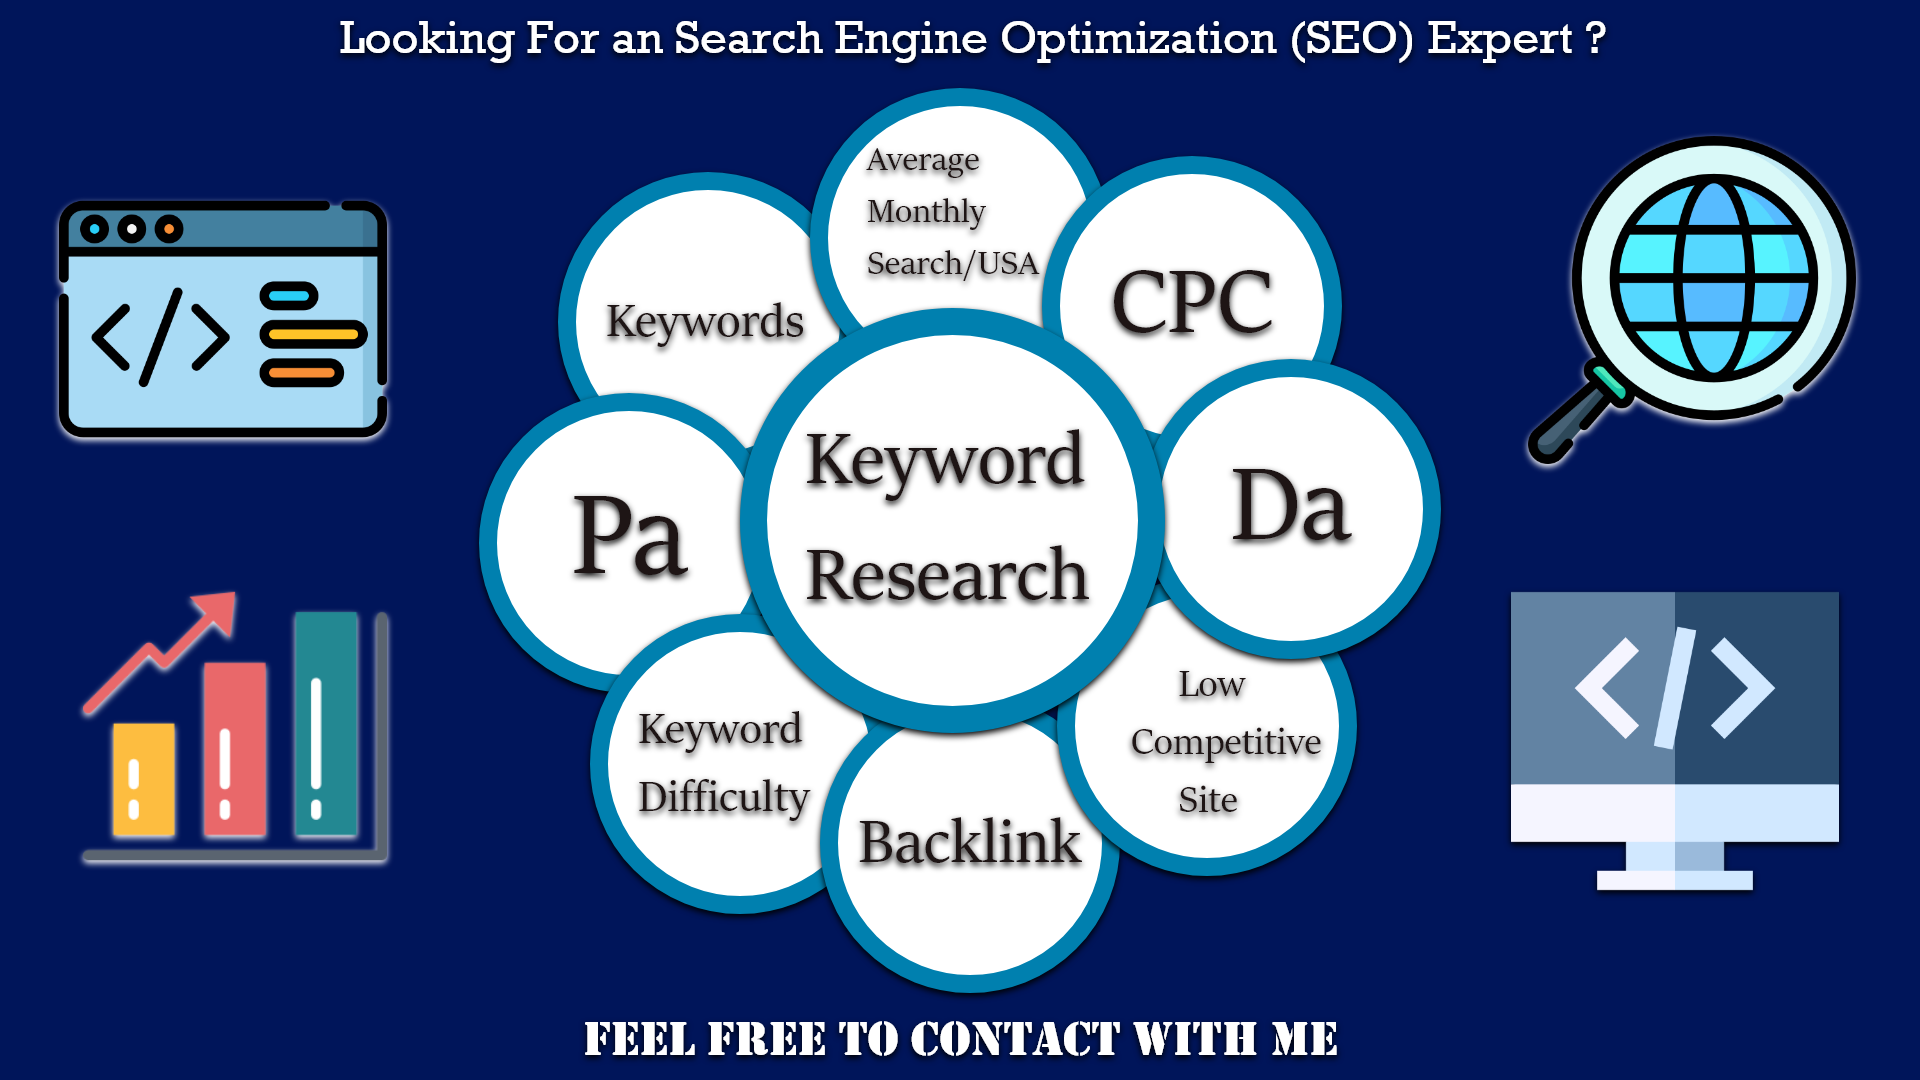 Looking For an Search Engine Optimization (SEO) Expert ?
Average
Monthly
Search/USA
Keywords
CPC
Keyword
Research
Pa
Da
Keyword
Difficulty
Backlink
Low
Competitive
Site
FEEL FREE TO CONTACT WITH ME